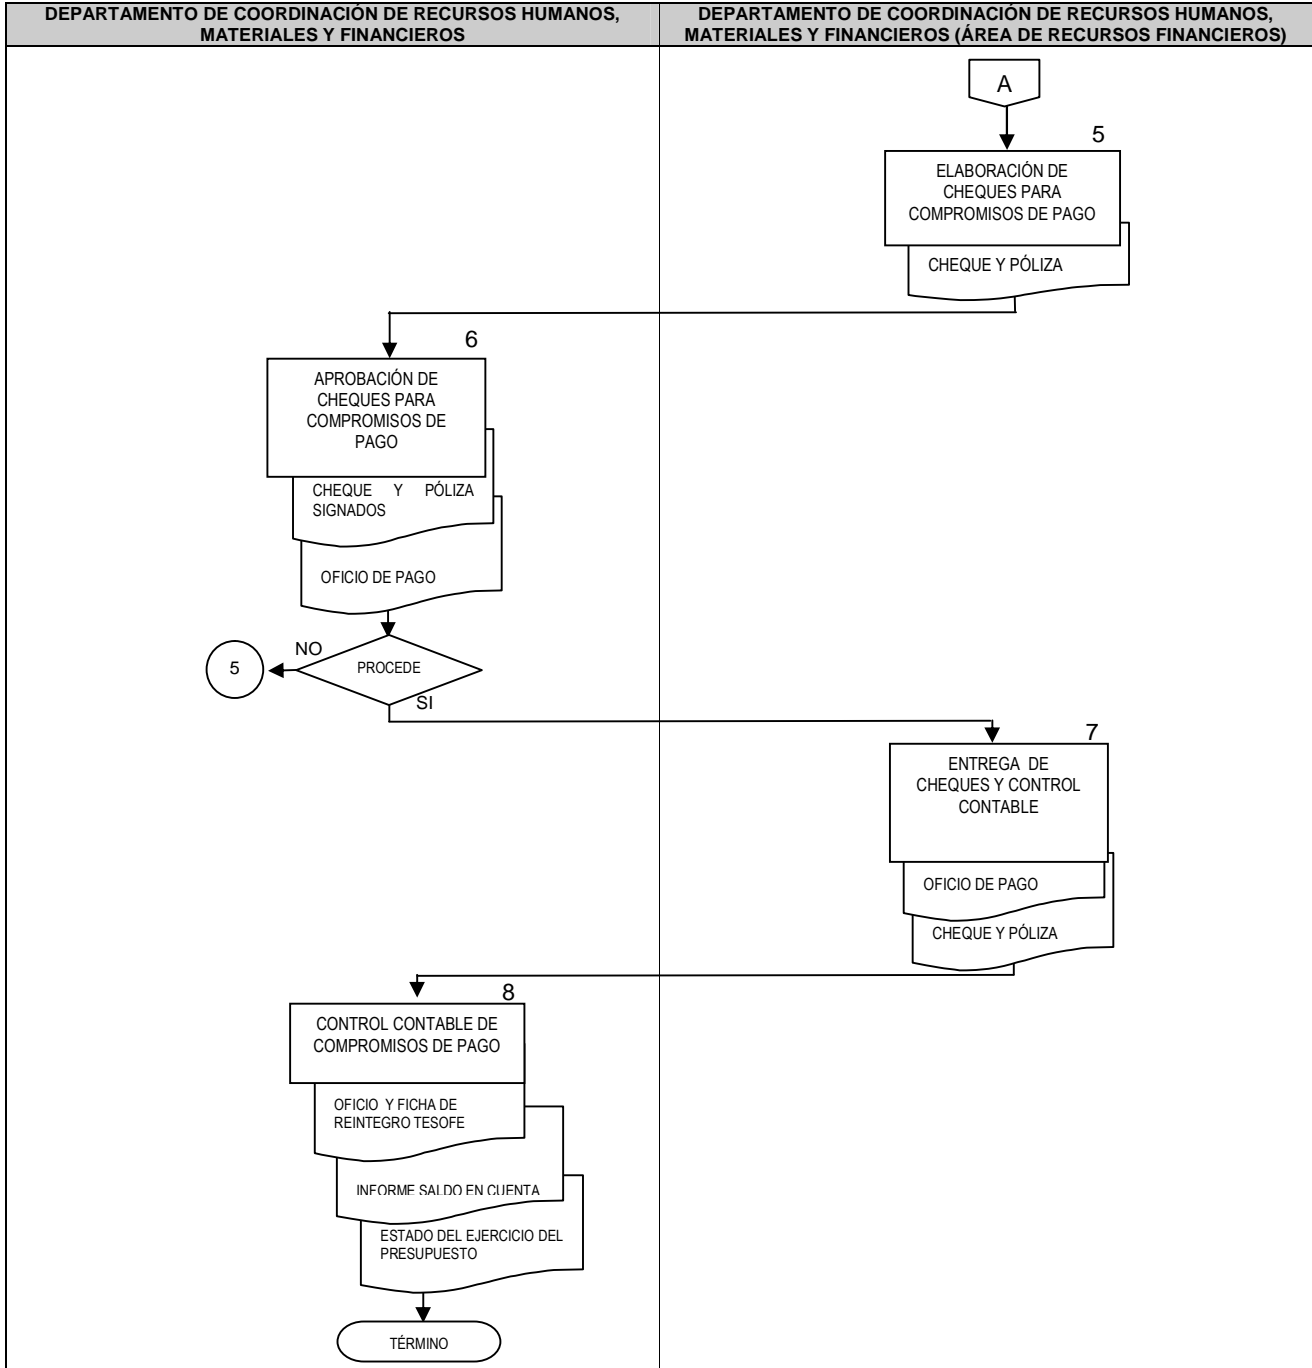 DEPARTAMENTO DE COORDINACIÓN DE RECURSOS HUMANOS,
MATERIALES Y FINANCIEROS
DEPARTAMENTO DE COORDINACIÓN DE RECURSOS HUMANOS,
MATERIALES Y FINANCIEROS (ÁREA DE RECURSOS FINANCIEROS)
A
5
ELABORACIÓN DE
CHEQUES PARA
COMPROMISOS DE PAGO
CHEQUE Y PÓLIZA
6
APROBACIÓN DE
CHEQUES PARA
COMPROMISOS DE
PAGO
CHEQUE Y PÓLIZA
SIGNADOS
OFICIO DE PAGO
NO
5
PROCEDE
SI
7
ENTREGA DE
CHEQUES Y CONTROL
CONTABLE
OFICIO DE PAGO
CHEQUE Y PÓLIZA
8
CONTROL CONTABLE DE
COMPROMISOS DE PAGO
OFICIO Y FICHA DE
REINTEGRO TESOFE
INFORME SALDO EN CUENTA
ESTADO DEL EJERCICIO DEL
PRESUPUESTO
TÉRMINO